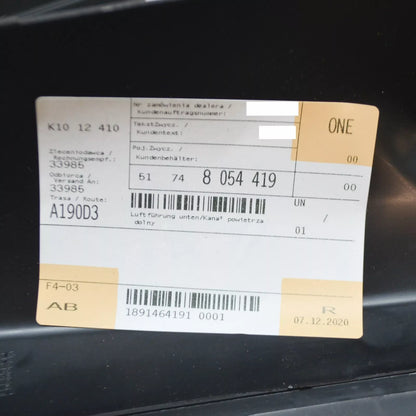 Nr zamówienia dealera /
Kundenauftragsnummer:
ONE
K10 12 410
TekstZwycz. /
Kundentext:
Zleceniodawca /
Rechnungsempf.:
33986
Poj.Zwycz. /
Kundenbehälter:
00
Odbiorca /
Versand An:
33986
51 74 8 054 419
00
Trasa / Route:
A190D3
UN
/
01
Luftführung unten/Kanał powietrza
dolny
F4-03
AB
1891464191 0001
R
07.12.2020